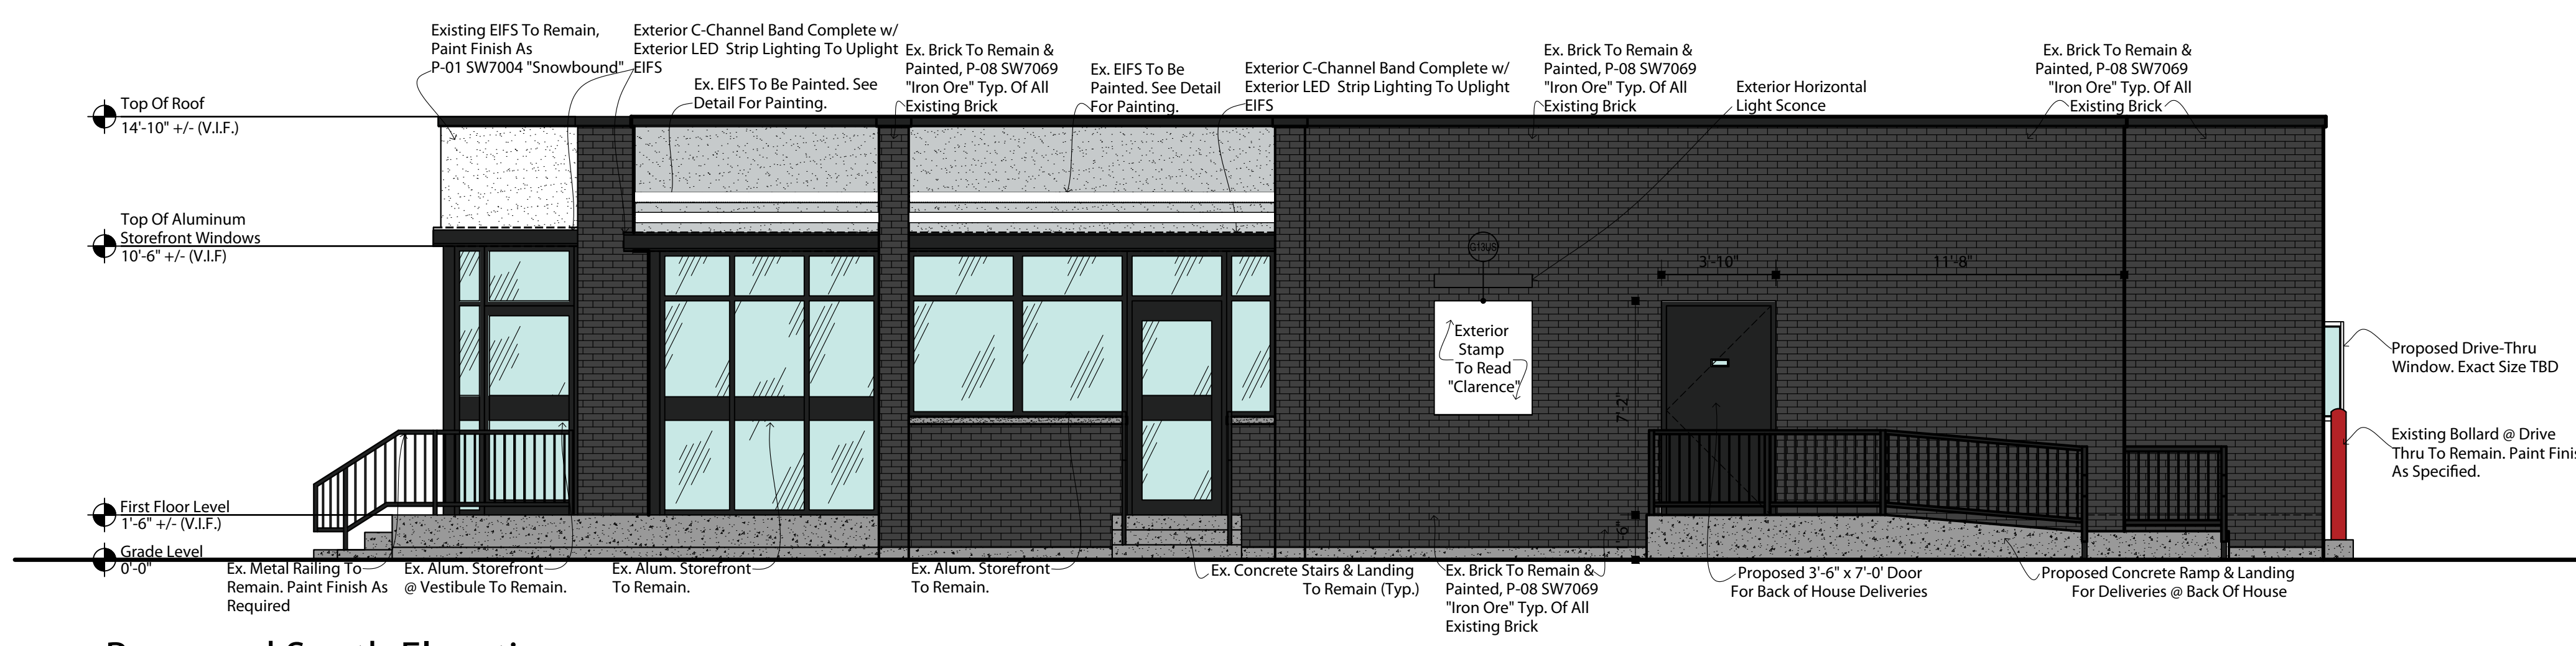 Existing EIFS To Remain,
Paint Finish As
P-01 SW7004 "Snowbound"
Exterior C-Channel Band Complete w/
Exterior LED Strip Lighting To Uplight
EIFS
Ex. EIFS To Be Painted. See
Detail For Painting.
Ex. Brick To Remain &
Painted, P-08 SW7069
"Iron Ore" Typ. Of All
Existing Brick
Ex. EIFS To Be
Painted. See Detail
For Painting.
Exterior C-Channel Band Complete w/
Exterior LED Strip Lighting To Uplight
EIFS
Ex. Brick To Remain &
Painted, P-08 SW7069
"Iron Ore" Typ. Of All
Existing Brick
Exterior Horizontal
Light Sconce
Ex. Brick To Remain &
Painted, P-08 SW7069
"Iron Ore" Typ. Of All
Existing Brick
Top Of Roof
14'-10" +/- (V.I.F.)
Top Of Aluminum
Storefront Windows
10'-6" +/- (V.I.F)
First Floor Level
1'-6" +/- (V.I.F.)
Grade Level
0'-0"
G13US
3'-10"
11'-8"
Exterior
Stamp
To Read
"Clarence"
7'-2"
Proposed Drive-Thru
Window. Exact Size TBD
Existing Bollard @ Drive
Thru To Remain. Paint
As Specified.
Ex. Metal Railing To
Remain. Paint Finish As
Required
Ex. Alum. Storefront
@ Vestibule To Remain.
Ex. Alum. Storefront
To Remain.
Ex. Alum. Storefront
To Remain.
Ex. Concrete Stairs & Landing
To Remain (Typ.)
Ex. Brick To Remain &
Painted, P-08 SW7069
"Iron Ore" Typ. Of All
Existing Brick
Proposed 3'-6" x 7'-0' Door
For Back of House Deliveries
Proposed Concrete Ramp & Landing
For Deliveries @ Back Of House